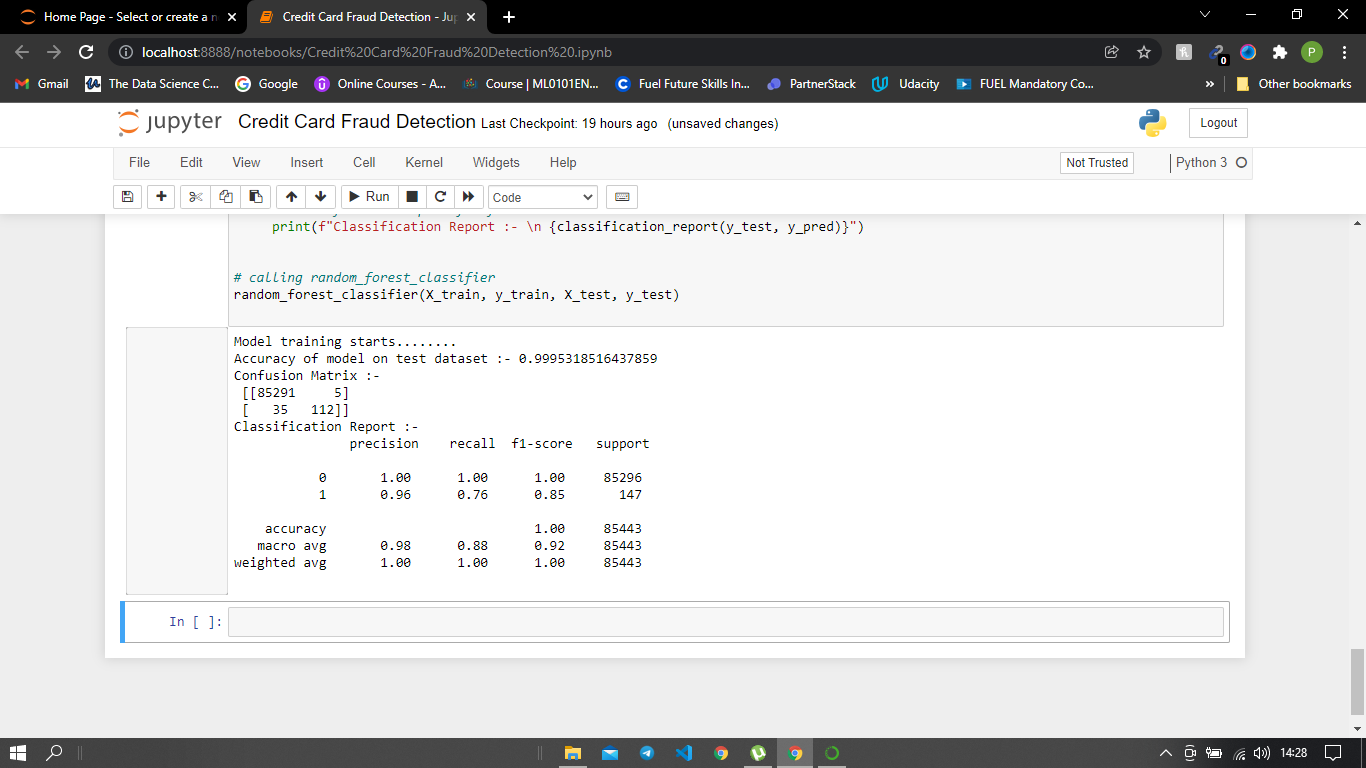 Home Page - Select or create a n
Credit Card Fraud Detection - Jup
localhost:8888/notebooks/Credit%20Card%20Fraud%20Detection%20.ipynb
N
0
P
Gmail
The Data Science C...
Google
Online Courses - A...
Course | ML0101EN...
Fuel Future Skills In...
PartnerStack
Udacity
FUEL Mandatory Co...
»
Other bookmarks
jupyter Credit Card Fraud Detection Last Checkpoint: 19 hours ago (unsaved changes)
Logout
File Edit View Insert Cell Kernel Widgets Help
Not Trusted
Python 3
Run
Code
print(f"Classification Report :- \n {classification_report(y_test, y_pred)}")
# calling random_forest_classifier
random_forest_classifier(X_train, y_train, X_test, y_test)
Model training starts........
Accuracy of model on test dataset :- 0.9995318516437859
Confusion Matrix :-
[[85291     5]
[   35   112]]
Classification Report :-
precision    recall  f1-score   support
0       1.00      1.00      1.00     85296
1       0.96      0.76      0.85       147
accuracy                           1.00     85443
macro avg       0.98      0.88      0.92     85443
weighted avg       1.00      1.00      1.00     85443
In [ ]:
14:28